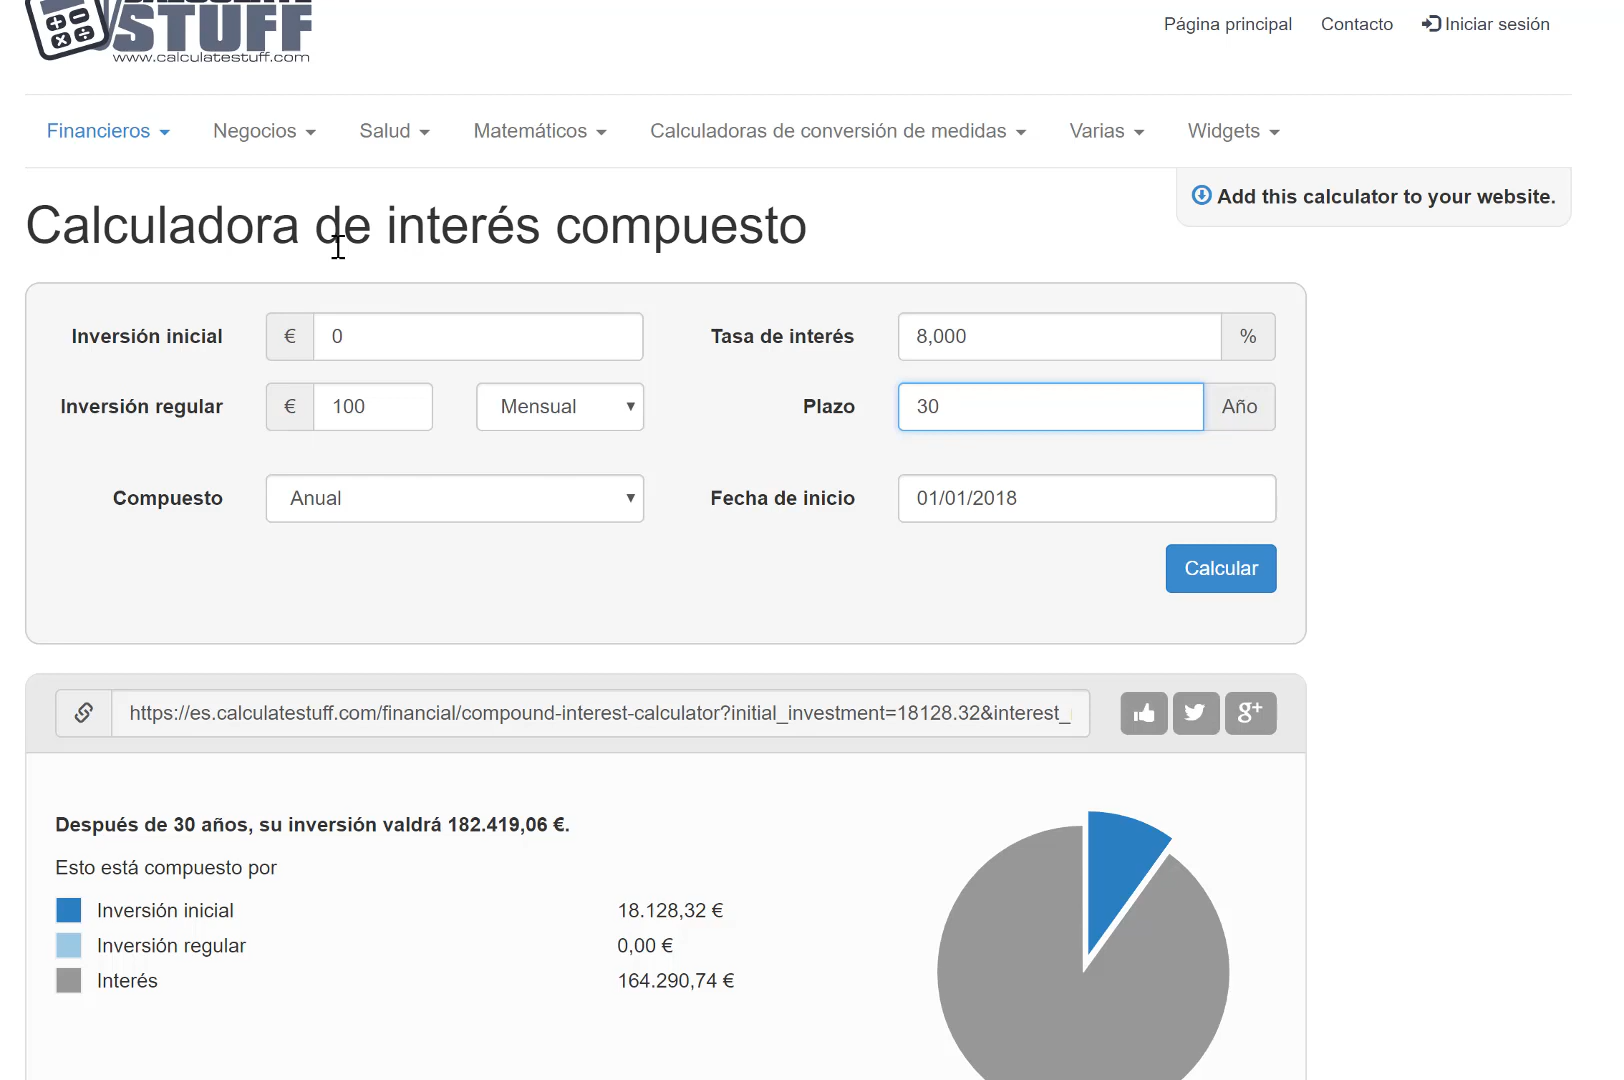 STUFF
www.calculatestuff.com
Página principal
Contacto
Iniciar sesión
Financieros
Negocios
Salud
Matemáticos
Calculadoras de conversión de medidas
Varias
Widgets
Add this calculator to your website.
Calculadora de interés compuesto
Inversión inicial € 0
Tasa de interés 8,000 %
Inversión regular € 100 Mensual
Plazo 30 Año
Compuesto Anual
Fecha de inicio 01/01/2018
Calcular
https://es.calculatestuff.com/financial/compound-interest-calculator?initial_investment=18128.32&interest_
g+
Después de 30 años, su inversión valdrá 182.419,06 €.
Esto está compuesto por
Inversión inicial 18.128,32 €
Inversión regular 0,00 €
Interés 164.290,74 €